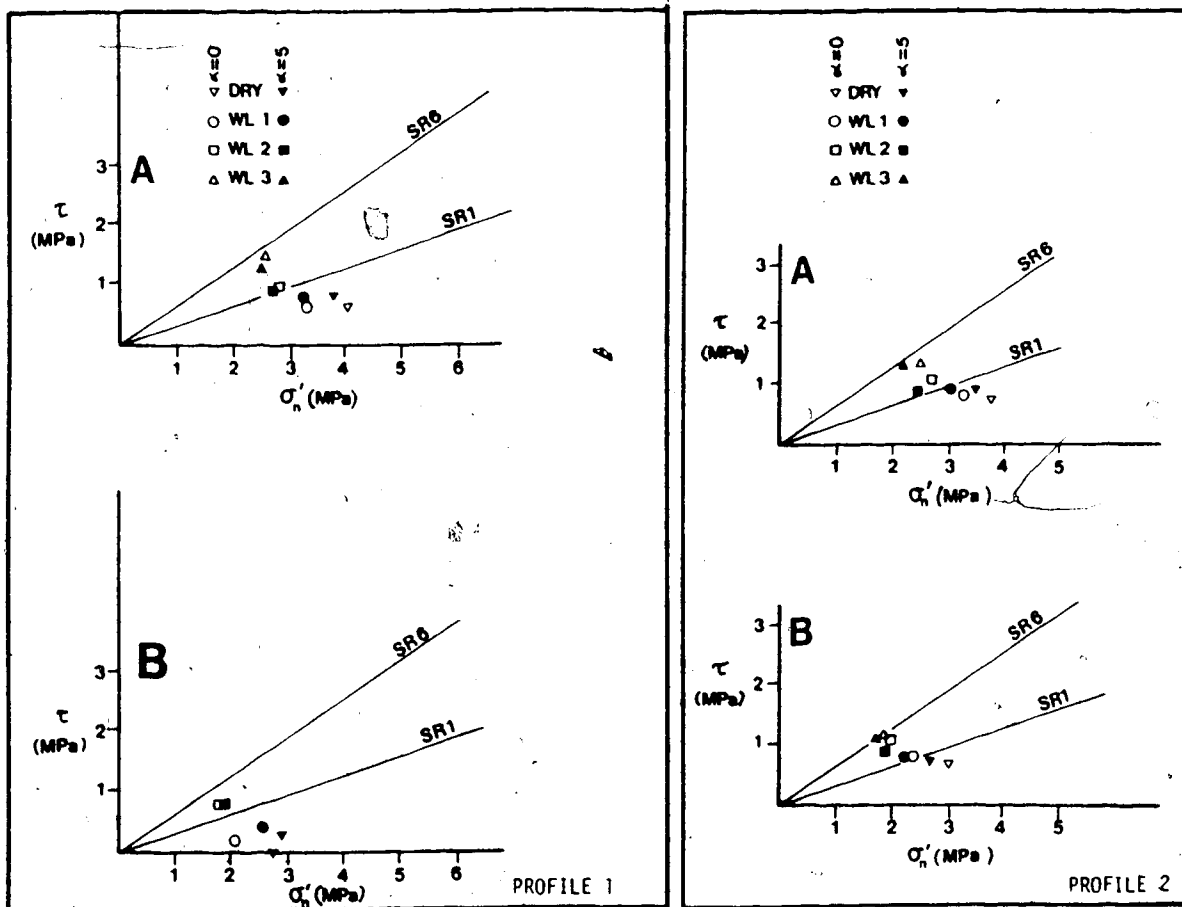 α=0 α=5
▽ DRY ▼
○ WL 1 ●
□ WL 2 ■
△ WL 3 ▲
A
SR6
SR1
3
2
1
τ
(MPa)
1 2 3 4 5 6
σn' (MPa)
B
SR6
SR1
3
2
1
τ
(MPa)
1 2 3 4 5 6
σn' (MPa)
PROFILE 1
γ=0 γ=5
▽ DRY ▼
○ WL 1 ●
□ WL 2 ■
△ WL 3 ▲
A
SR6
SR1
3
2
1
τ
(MPa)
1 2 3 4 5
σn' (MPa)
B
SR6
SR1
3
2
1
τ
(MPa)
1 2 3 4 5
σn' (MPa)
PROFILE 2